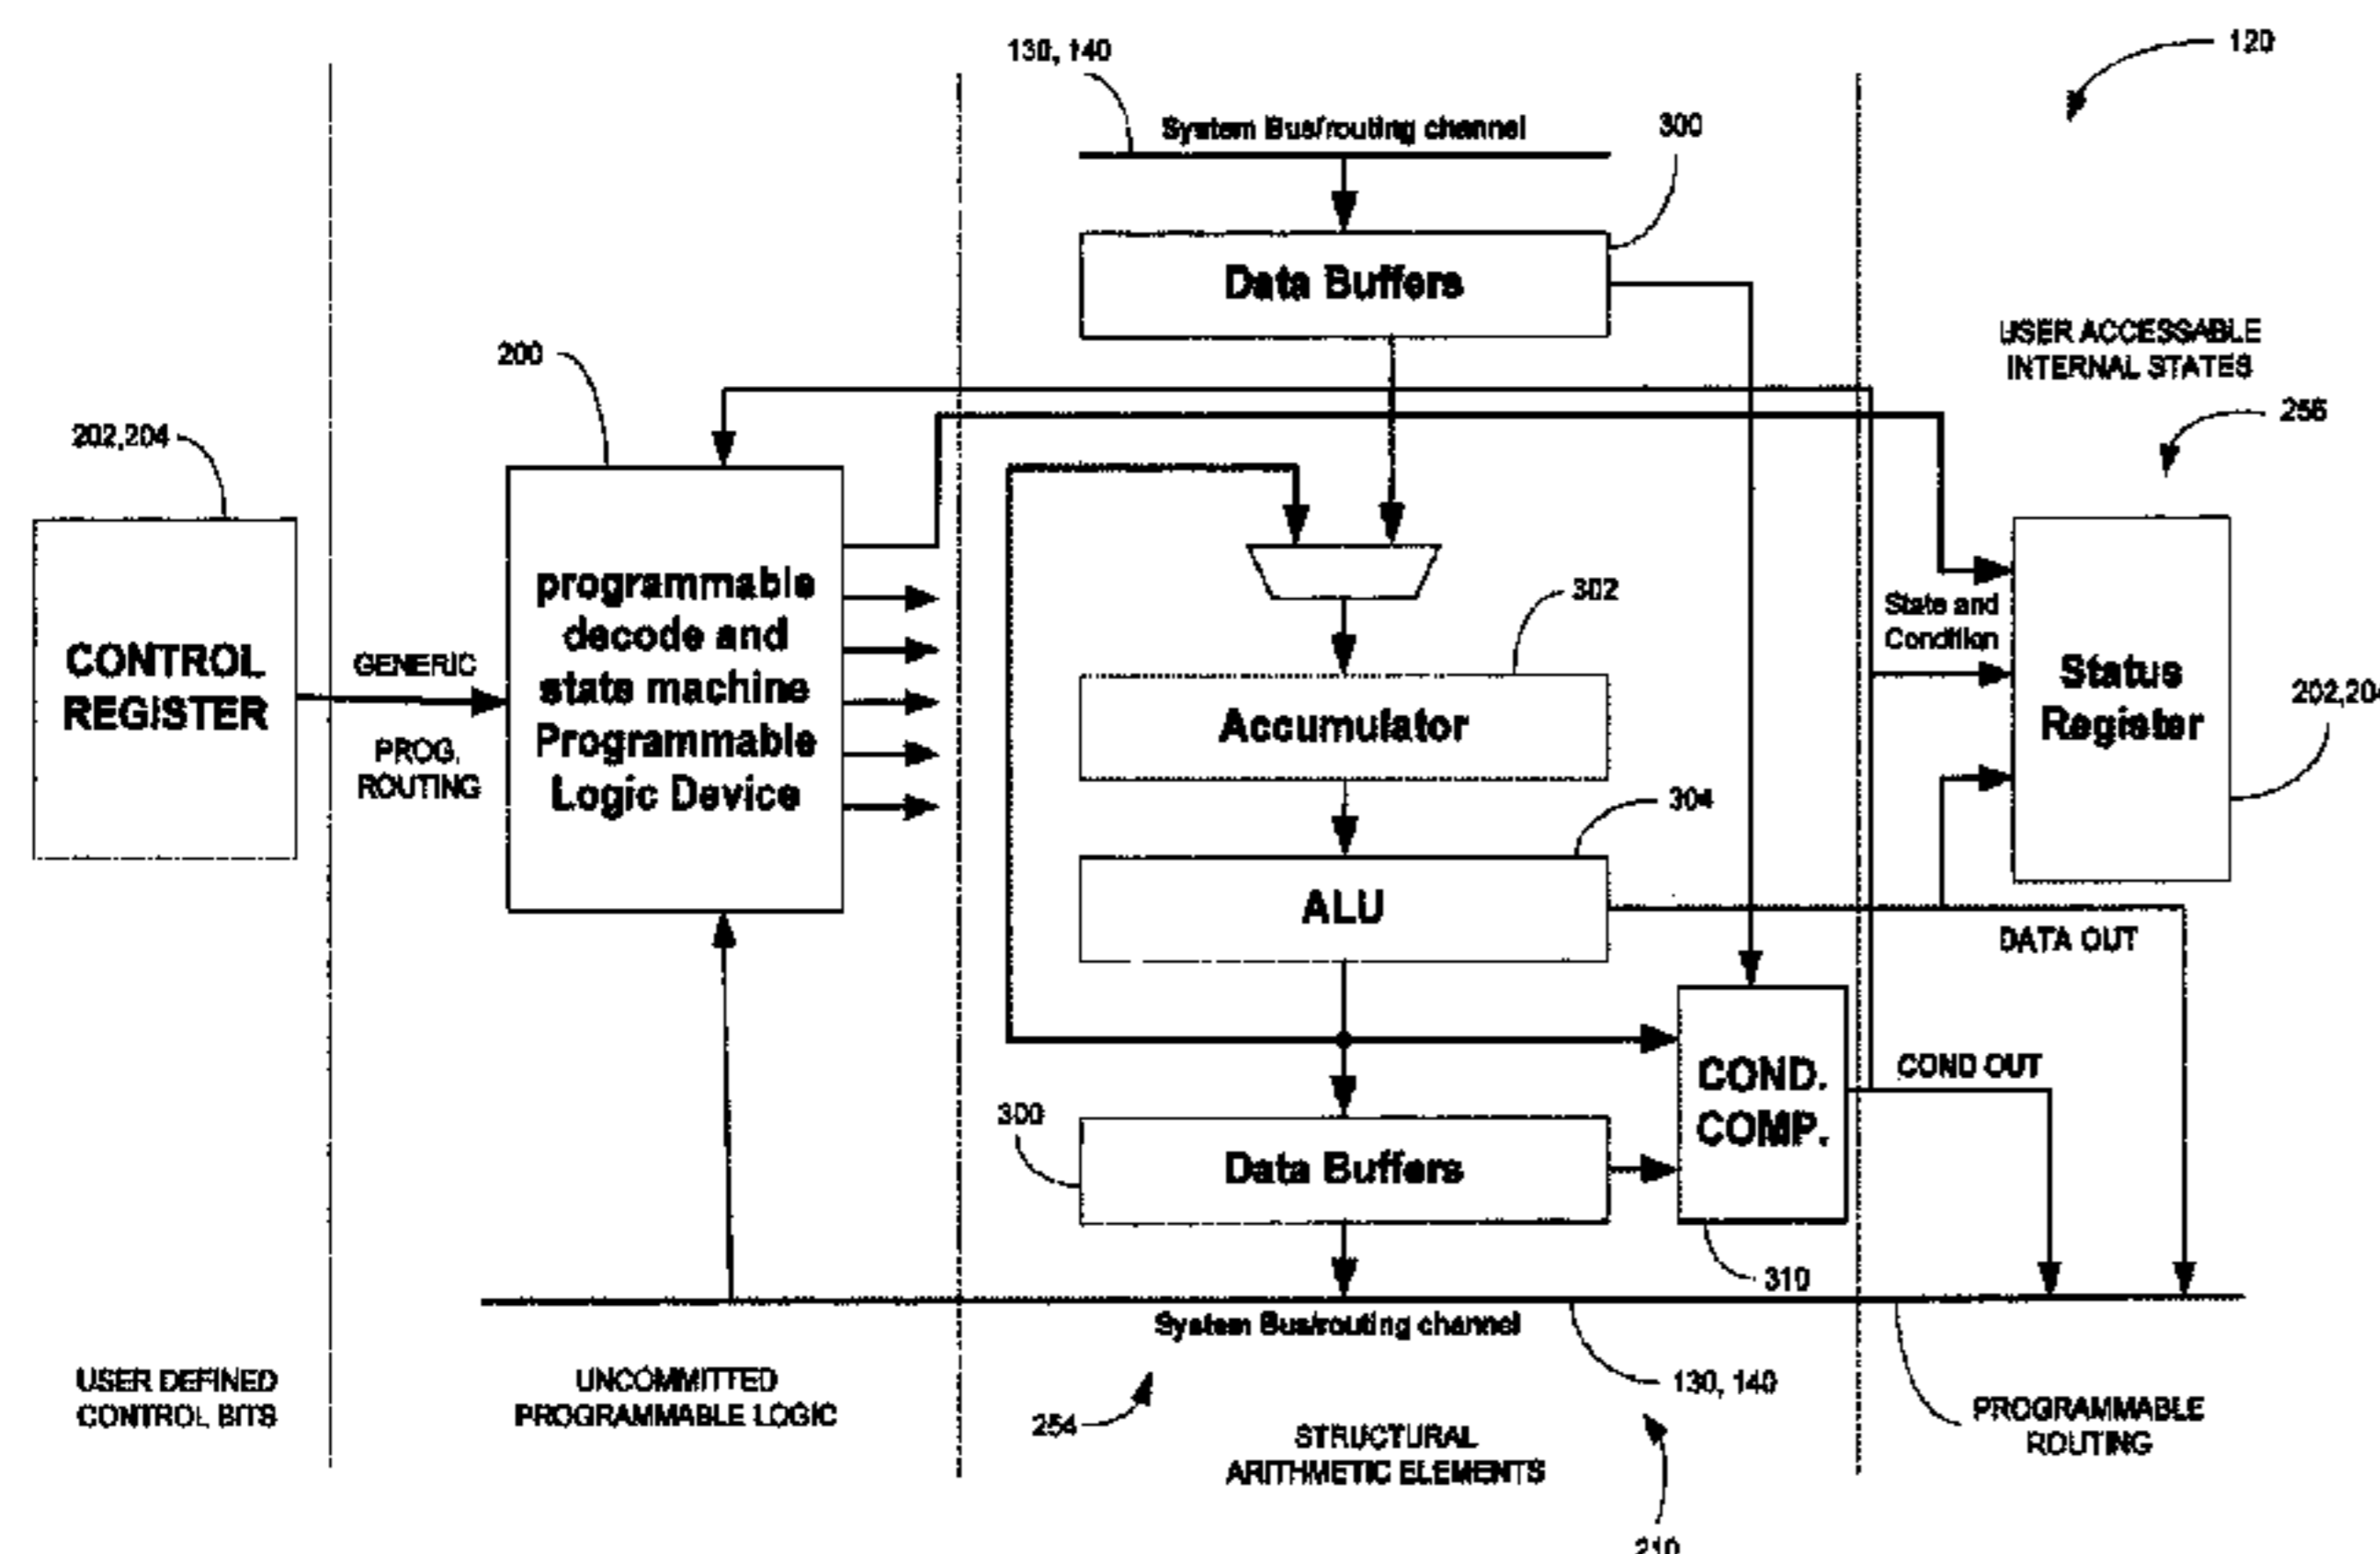 130, 140
120
System Bus/routing channel
300
Data Buffers
USER ACCESSABLE
INTERNAL STATES
200
256
202,204
programmable
decode and
state machine
Programmable
Logic Device
302
State and
Condition
CONTROL
REGISTER
GENERIC
PROG.
ROUTING
Accumulator
Status
Register
202,204
304
ALU
DATA OUT
COND.
COMP.
COND OUT
300
Data Buffers
310
System Bus/routing channel
USER DEFINED
CONTROL BITS
UNCOMMITTED
PROGRAMMABLE LOGIC
254
130, 140
STRUCTURAL
ARITHMETIC ELEMENTS
PROGRAMMABLE
ROUTING
210